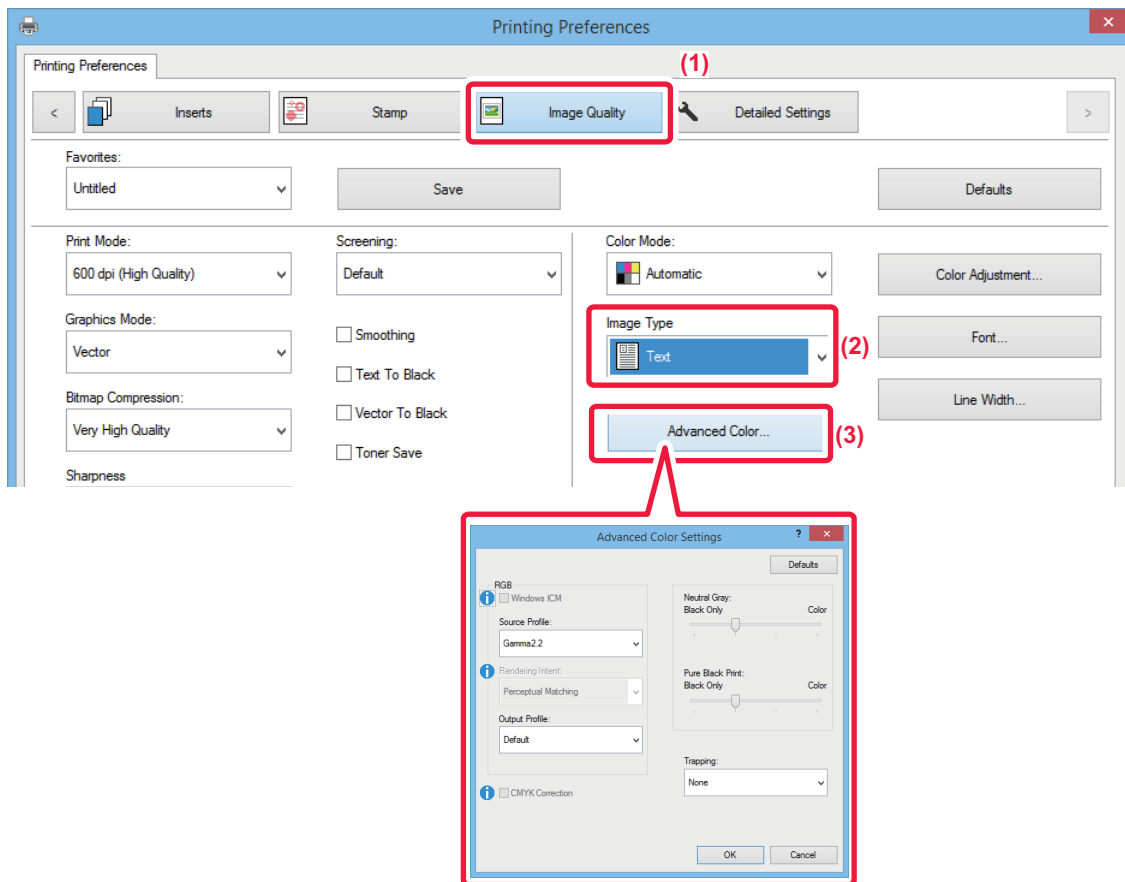 Printing Preferences
Printing Preferences
(1)
< Inserts Stamp Image Quality Detailed Settings >
Favorites:
Untitled Save Defaults
Print Mode: Screening: Color Mode:
600 dpi (High Quality) Default Automatic Color Adjustment...
Graphics Mode: Image Type
Smoothing Font...
Vector Text (2)
Text To Black
Bitmap Compression: Line Width...
Vector To Black
Very High Quality Advanced Color... (3)
Toner Save
Sharpness
Advanced Color Settings ?
Defaults
RGB
Windows ICM
Source Profile:
Gamma2.2
Rendering Intent:
Perceptual Matching
Output Profile:
Default
CMYK Correction
Neutral Gray:
Black Only Color
Pure Black Print:
Black Only Color
Trapping:
None
OK Cancel